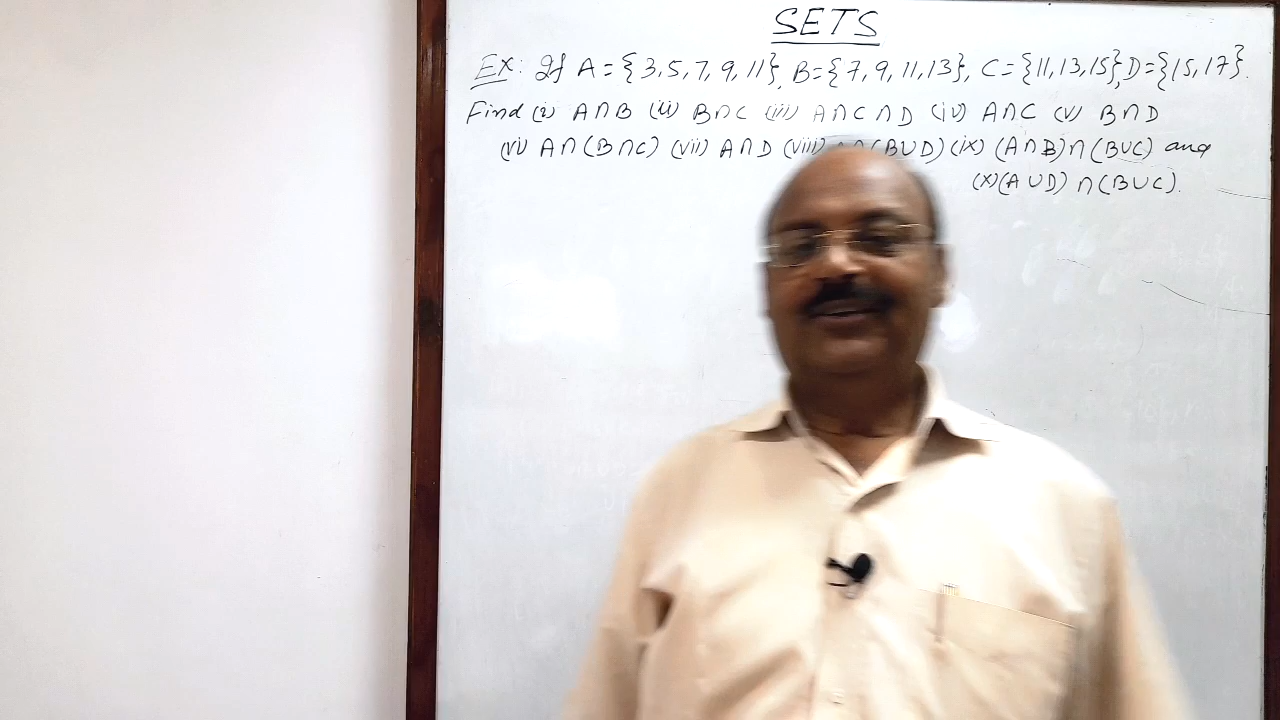 SETS
Ex: If A = {3, 5, 7, 9, 11}, B = {7, 9, 11, 13}, C = {11, 13, 15}, D = {15, 17}.
Find (i) A∩B (ii) B∩C (iii) A∩C∩D (iv) A∩C (v) B∩D
(vi) A∩(B∩C) (vii) A∩D (viii) ∩(B∪D) (ix) (A∩B)∩(B∪C) and
(x) (A∪D)∩(B∪C).